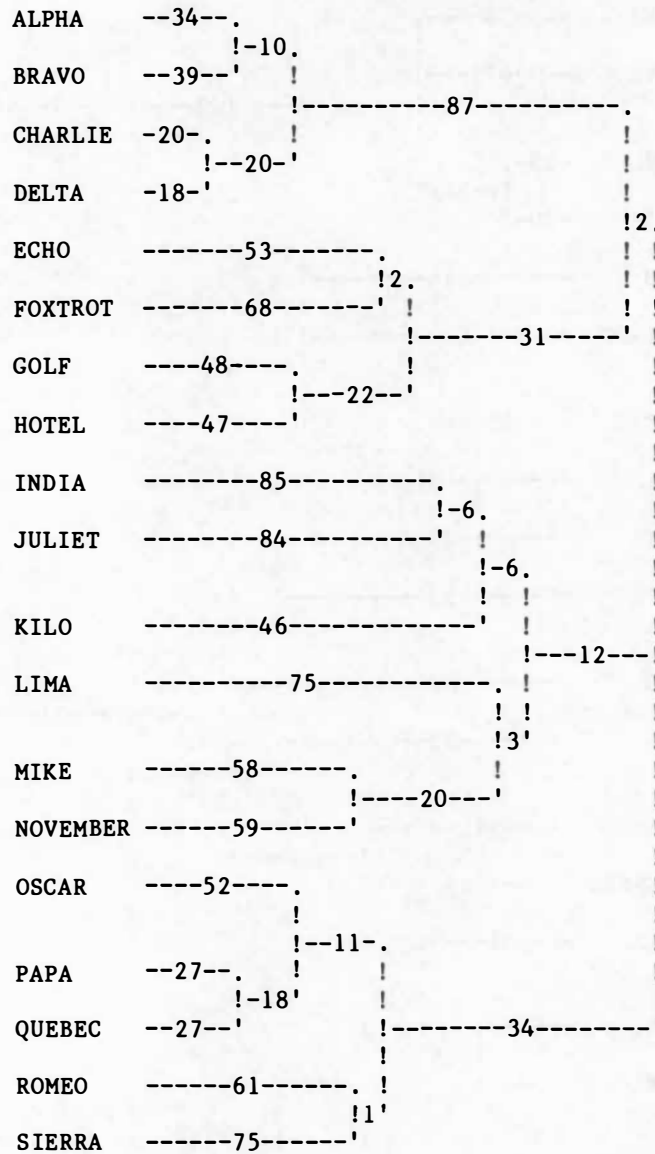 ALPHA --34--.
!-10.
BRAVO --39--' !
!---------87----------.
CHARLIE -20-. ! !
!--20-' !
DELTA -18-' !
!2.
ECHO -------53--------. ! !
!2. ! !
FOXTROT -------68--------' ! ! !
!-------31------' !
GOLF ----48----. ! !
!---22--' !
HOTEL ----47----' !
!
INDIA --------85----------. !
!-6. !
JULIET --------84----------' ! !
!-6. !
KILO --------46-------------' ! !
!---12---
LIMA ----------75------------. ! !
! ! !
!3' !
MIKE -----58-------. ! !
!----20---' !
NOVEMBER -----59-------' !
!
OSCAR ----52----. !
! !
!--11-. !
PAPA --27--. ! ! !
!-18' ! !
QUEBEC --27--' !--------34--------
! !
ROMEO -----61-------. !
!1'
SIERRA -----75-------'